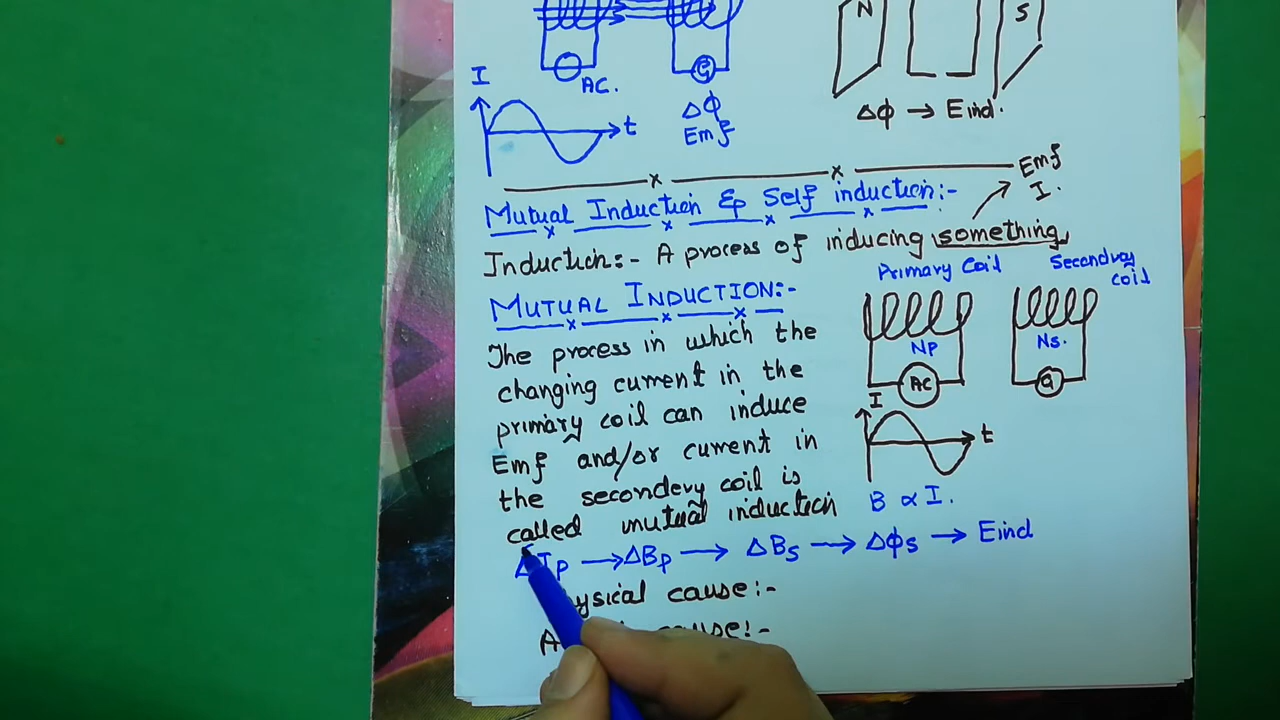 N
S
AC.
G
I
t
Δϕ
Emf
Δϕ → Eind.
Emf
I.
Mutual Induction & Self induction:-
Induction:- A process of inducing something
MUTUAL INDUCTION:-
Primary Coil
Secondray coil
Np
Ns.
AC
G
The process in which the
changing current in the
primary coil can induce
Emf and/or current in
the secondery coil is
called mutual induction
I
t
B ∝ I.
ΔIp → ΔBp → ΔBs → Δϕs → Eind
cause:-